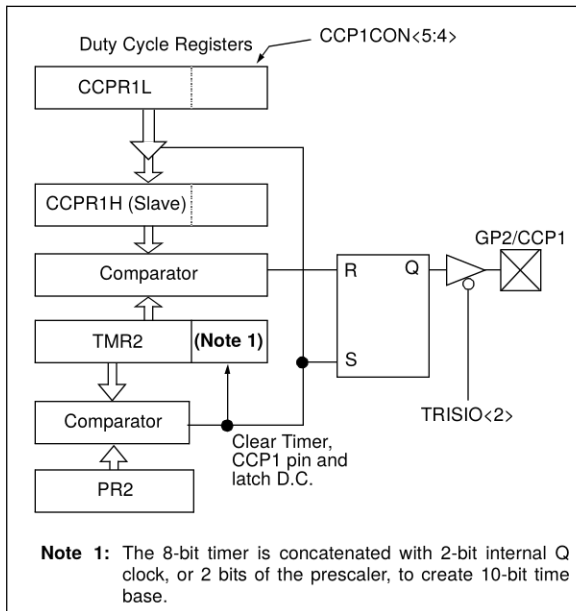 Duty Cycle Registers
CCP1CON<5:4>
CCPR1L
CCPR1H (Slave)
Comparator
TMR2
(Note 1)
Comparator
PR2
Clear Timer,
CCP1 pin and
latch D.C.
R
Q
S
GP2/CCP1
TRISIO<2>
Note 1: The 8-bit timer is concatenated with 2-bit internal Q
clock, or 2 bits of the prescaler, to create 10-bit time
base.